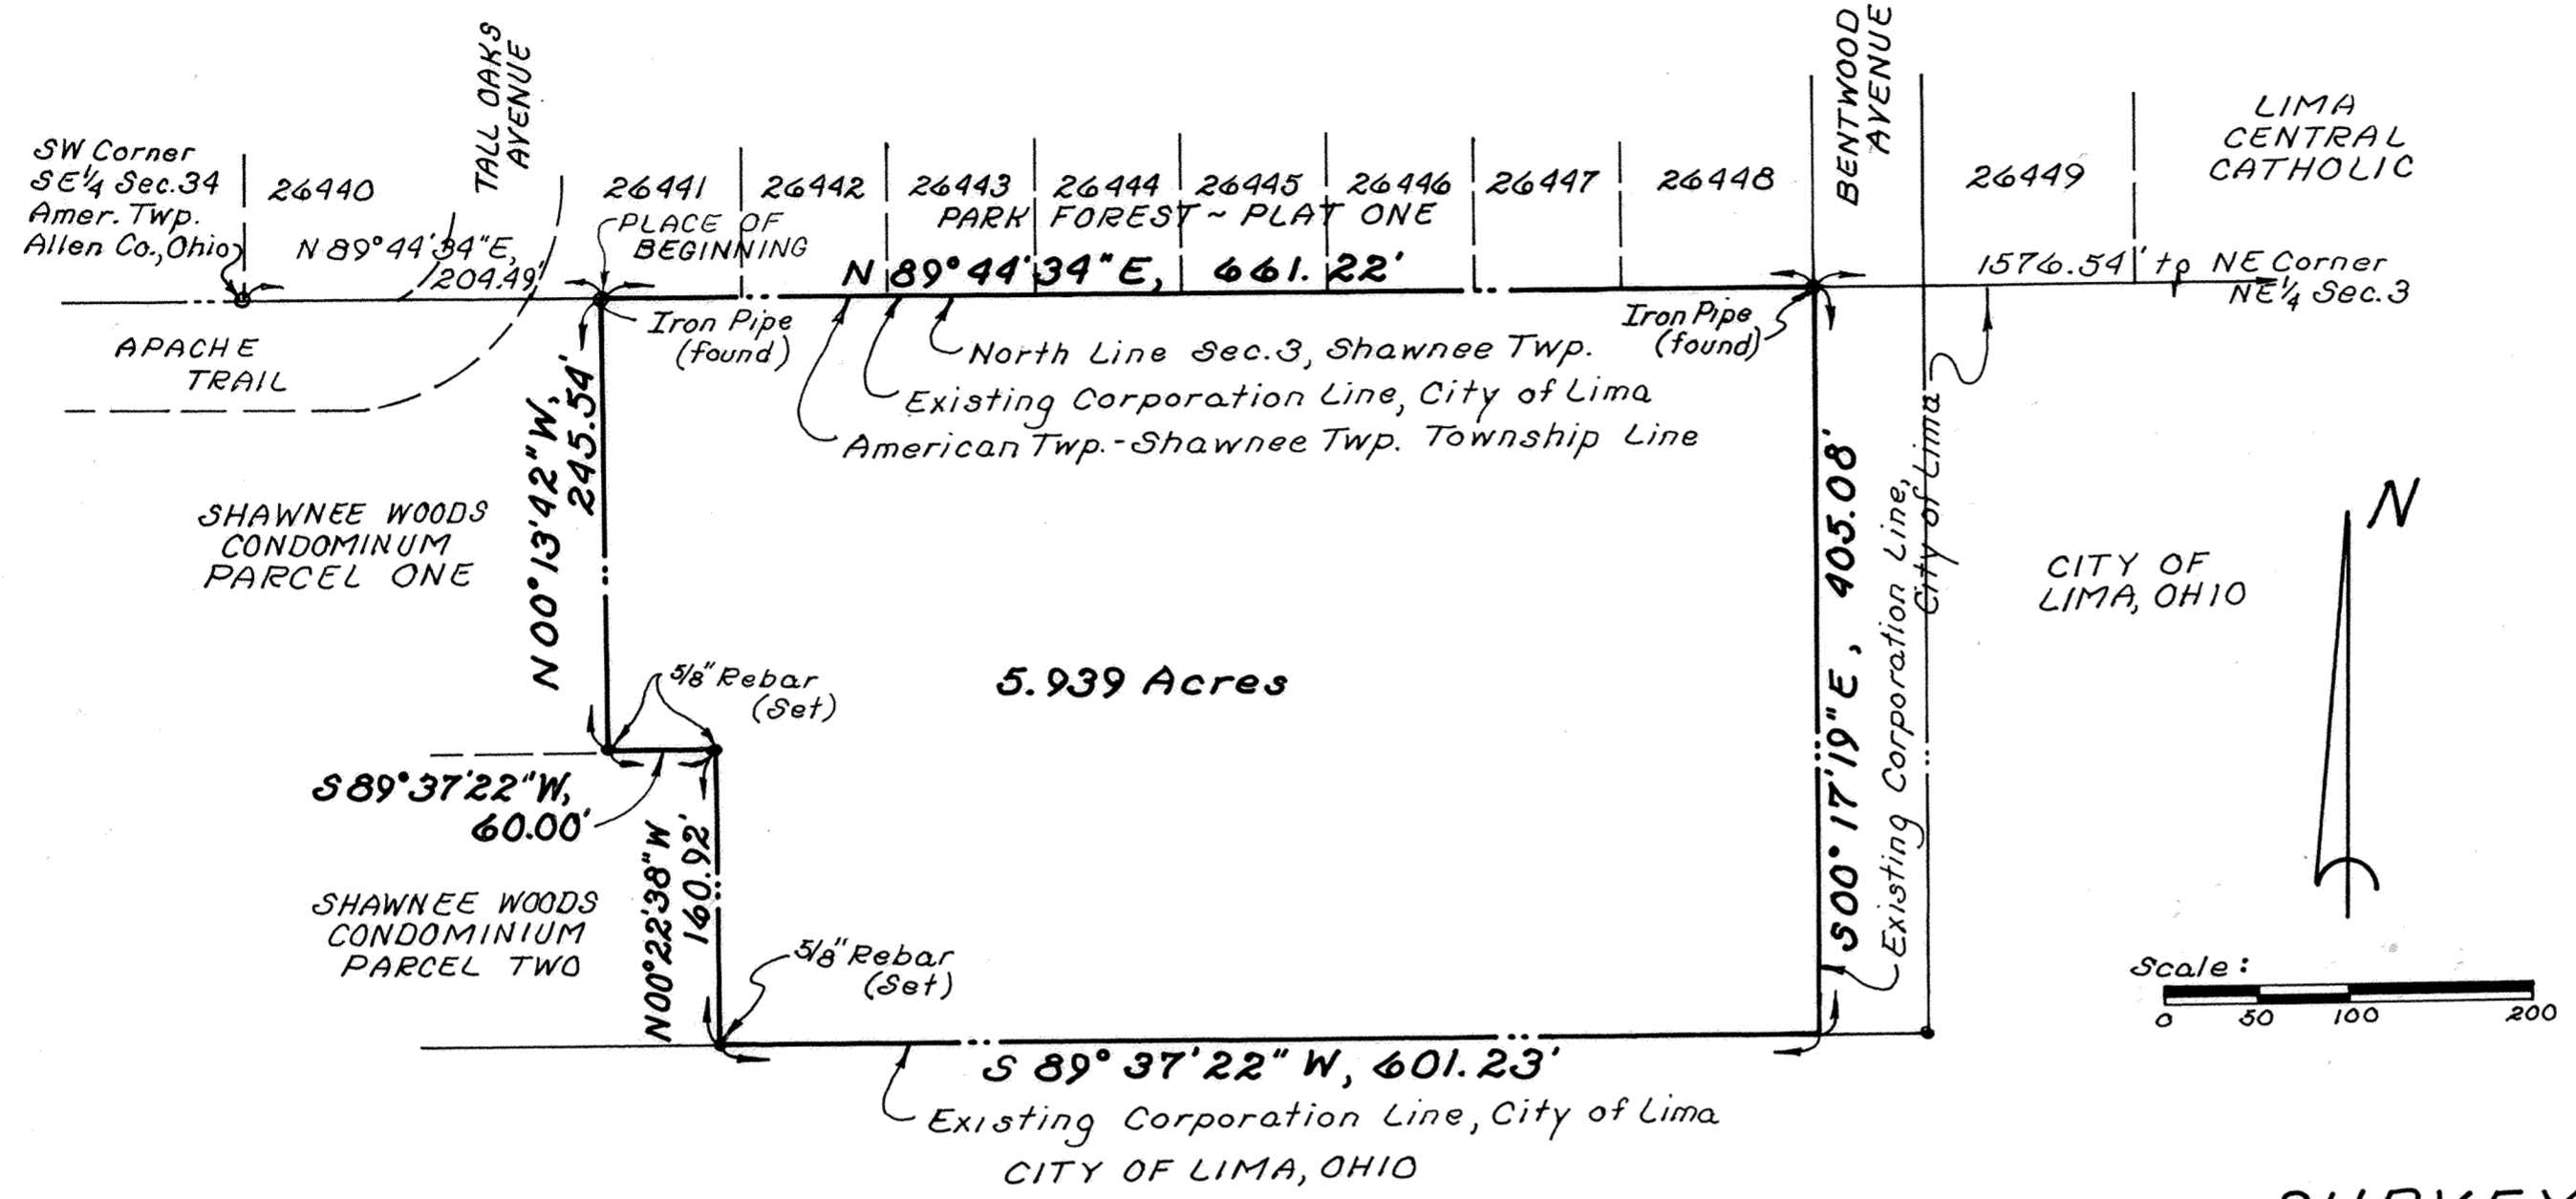 TALL OAKS
AVENUE
BENTWOOD
AVENUE
LIMA
CENTRAL
CATHOLIC
SW Corner
SE¼ Sec.34
Amer. Twp.
Allen Co., Ohio
26440
26441
26442
26443
26444
26445
26446
26447
26448
26449
PARK FOREST ~ PLAT ONE
PLACE OF
BEGINNING
N 89°44'34"E,
204.49'
N 89°44'34"E, 661.22'
1576.54' to NE Corner
NE¼ Sec.3
APACHE
TRAIL
Iron Pipe
(found)
Iron Pipe
(found)
North Line Sec.3, Shawnee Twp.
Existing Corporation Line, City of Lima
American Twp.-Shawnee Twp. Township Line
N00°13'42"W,
245.54'
SHAWNEE WOODS
CONDOMINUM
PARCEL ONE
S00°17'19"E, 405.08'
Existing Corporation Line,
City of Lima
CITY OF
LIMA, OHIO
N
5/8" Rebar
(Set)
5.939 Acres
S89°37'22"W,
60.00'
N00°22'38"W
160.92'
SHAWNEE WOODS
CONDOMINIUM
PARCEL TWO
5/8" Rebar
(Set)
Scale:
0 50 100 200
S 89°37'22" W, 601.23'
Existing Corporation Line, City of Lima
CITY OF LIMA, OHIO